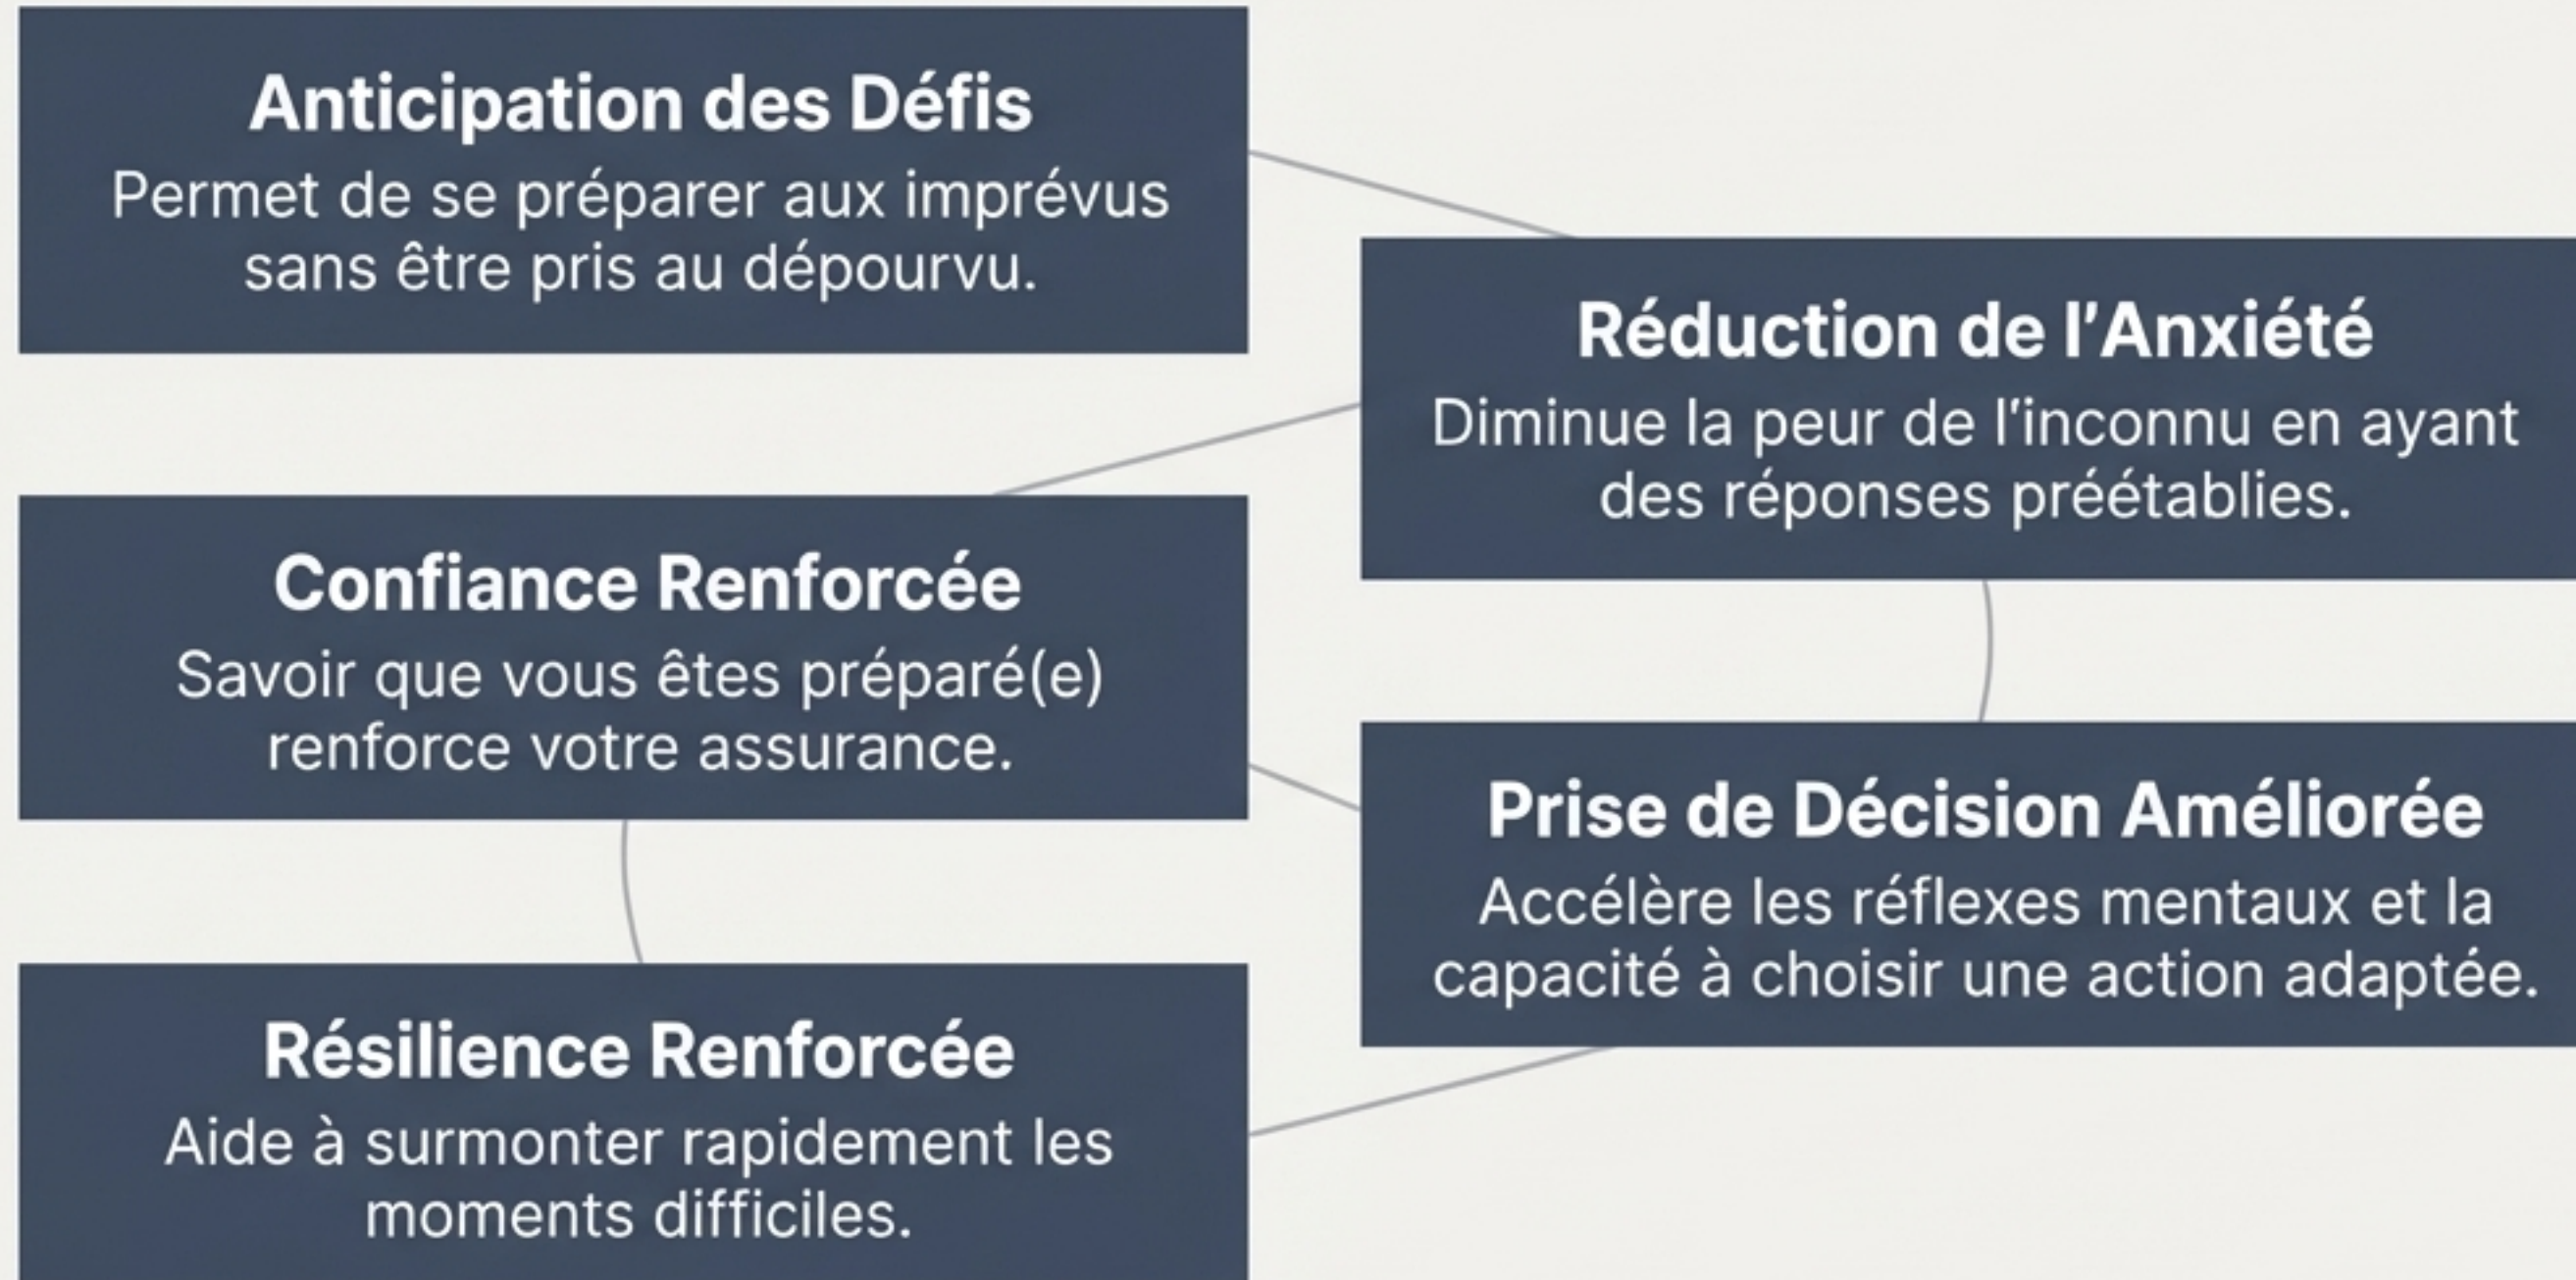 Anticipation des Défis
Permet de se préparer aux imprévus
sans être pris au dépourvu.
Réduction de l'Anxiété
Diminue la peur de l'inconnu en ayant
des réponses préétablies.
Confiance Renforcée
Savoir que vous êtes préparé(e)
renforce votre assurance.
Prise de Décision Améliorée
Accélère les réflexes mentaux et la
capacité à choisir une action adaptée.
Résilience Renforcée
Aide à surmonter rapidement les
moments difficiles.